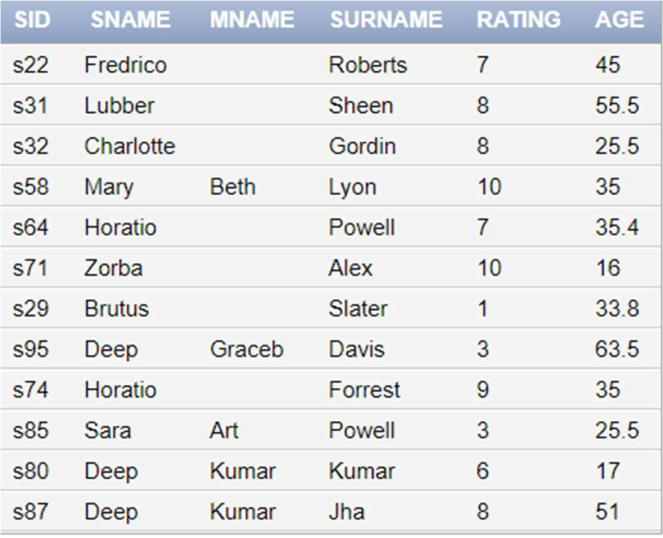 SID SNAME MNAME SURNAME RATING AGE
s22 Fredrico Roberts 7 45
s31 Lubber Sheen 8 55.5
s32 Charlotte Gordin 8 25.5
s58 Mary Beth Lyon 10 35
s64 Horatio Powell 7 35.4
s71 Zorba Alex 10 16
s29 Brutus Slater 1 33.8
s95 Deep Graceb Davis 3 63.5
s74 Horatio Forrest 9 35
s85 Sara Art Powell 3 25.5
s80 Deep Kumar Kumar 6 17
s87 Deep Kumar Jha 8 51